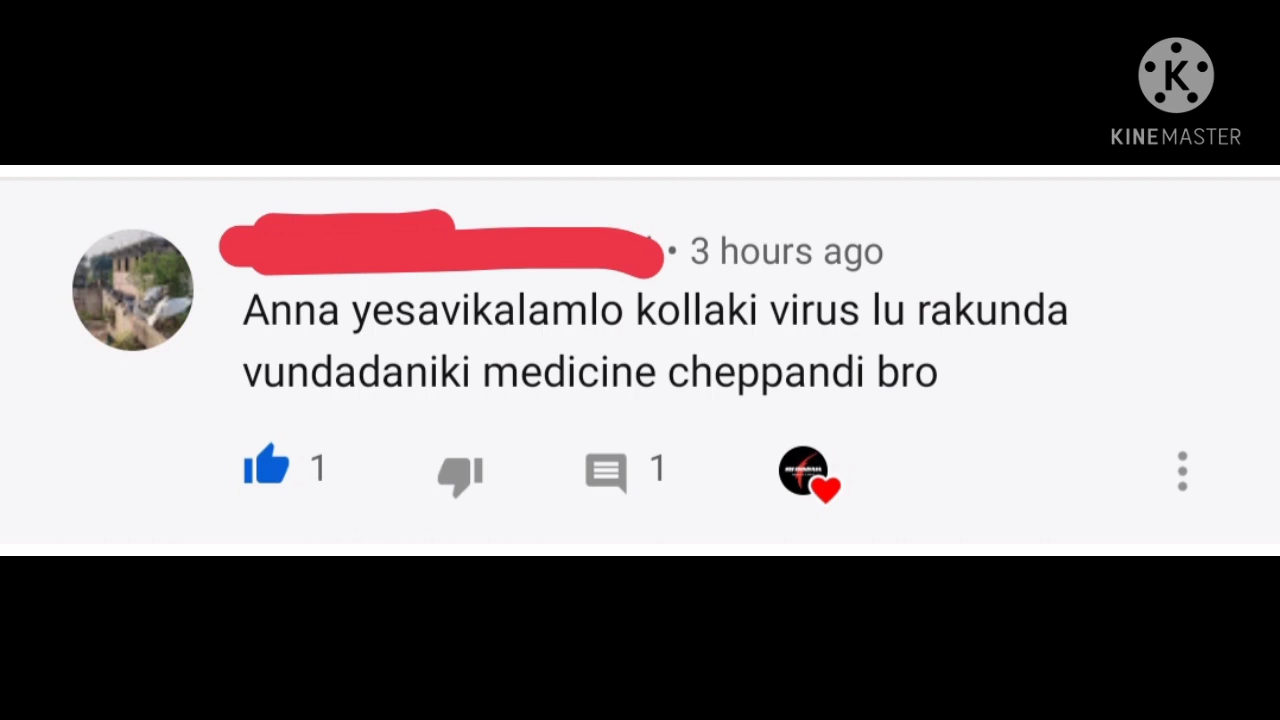 K
KINEMASTER
• 3 hours ago
Anna yesavikalamlo kollaki virus lu rakunda
vundadaniki medicine cheppandi bro
1
1